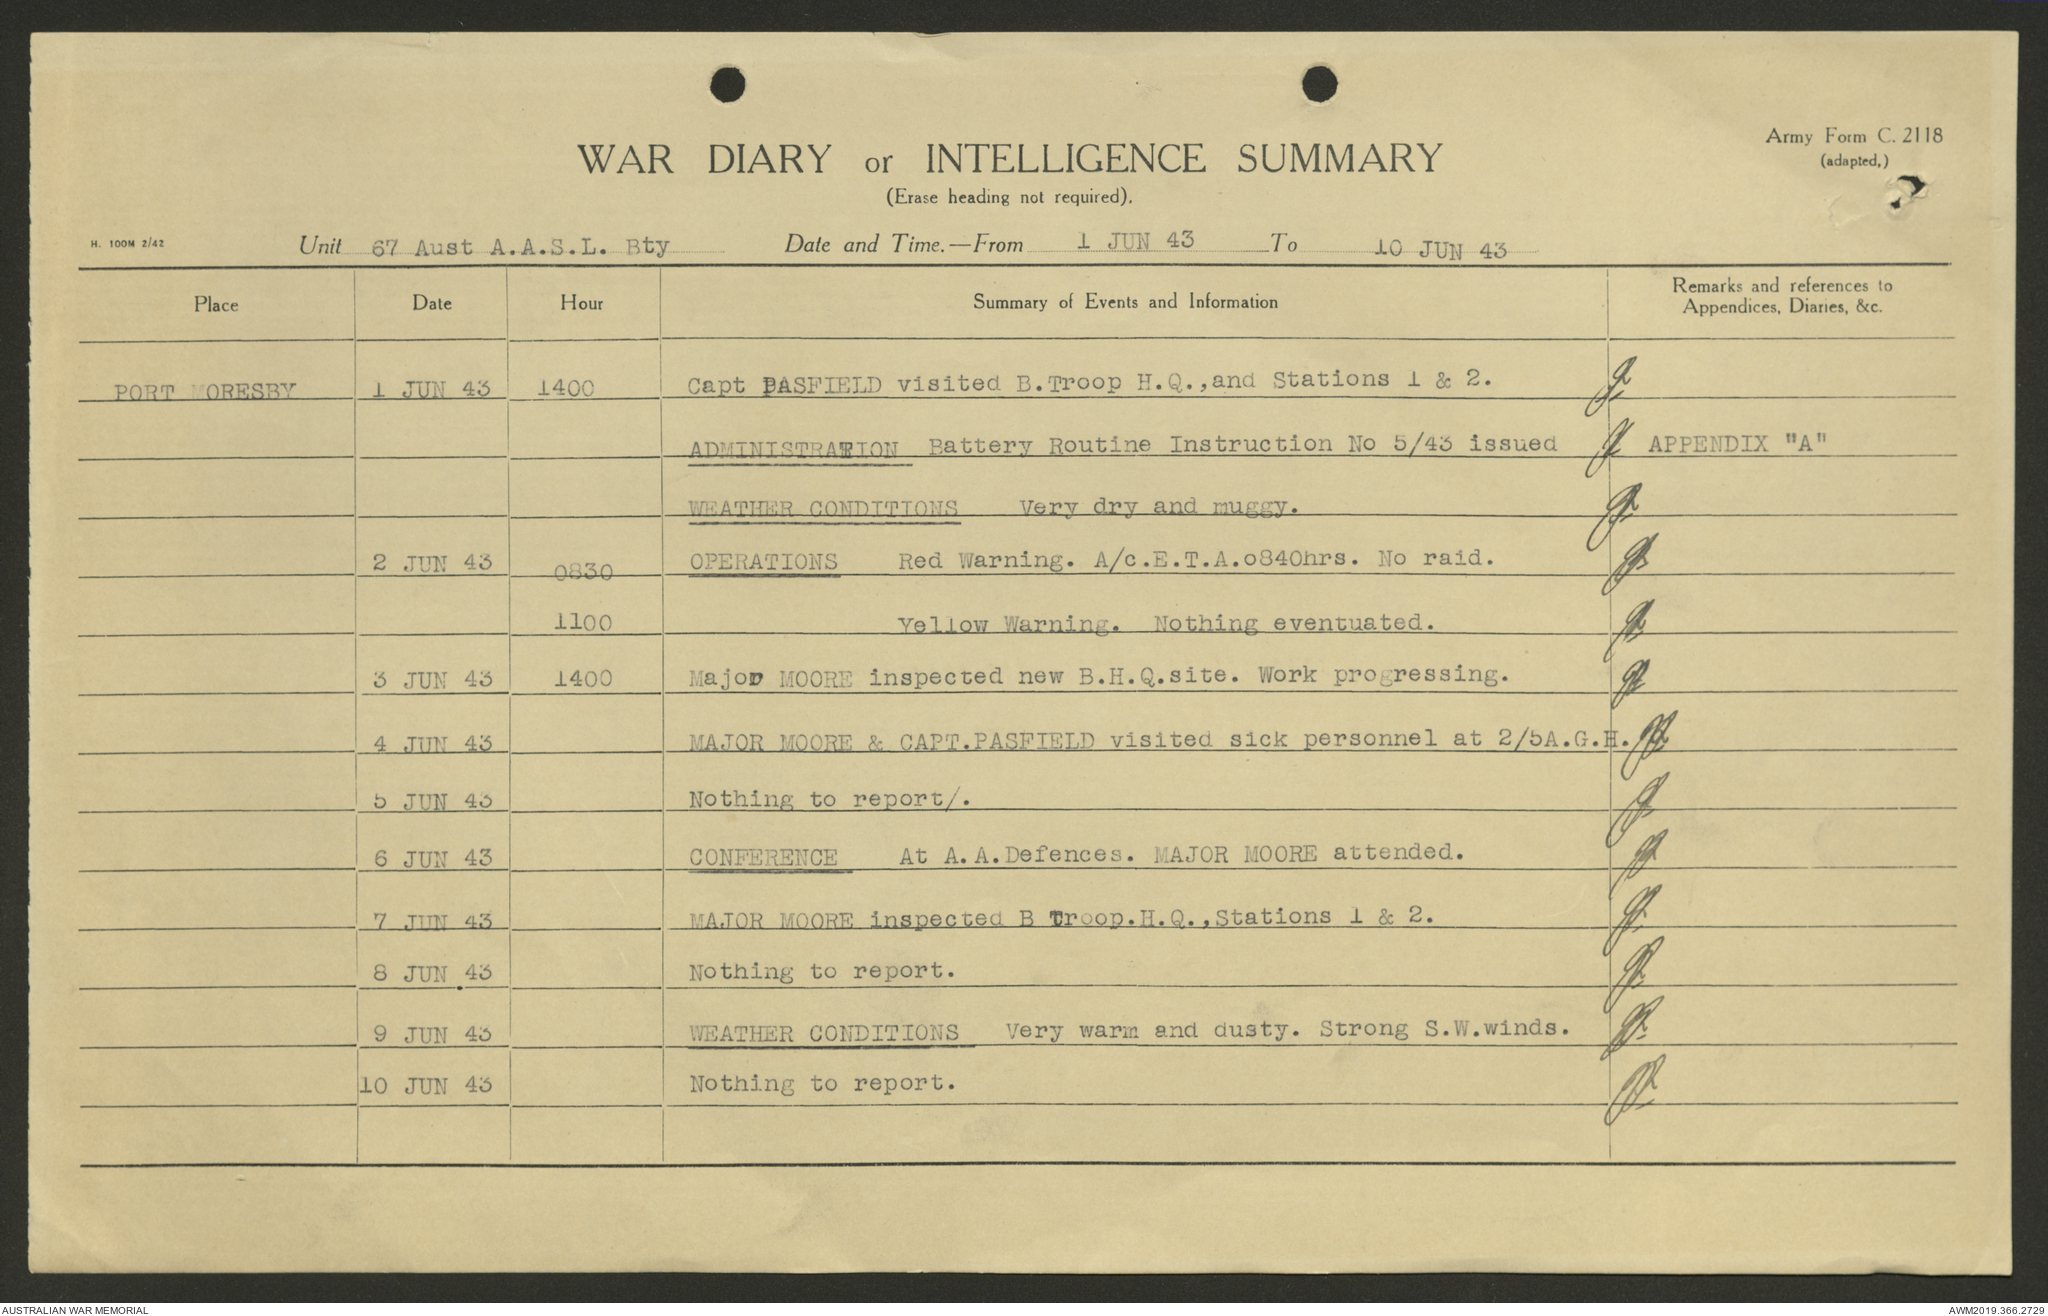 Army Form C. 2118
(adapted,)
WAR DIARY or INTELLIGENCE SUMMARY
(Erase heading not required).
H. 100M 2/42
Unit 67 Aust A.A.S.L. Bty Date and Time.—From 1 JUN 43 To 10 JUN 43
Place Date Hour Summary of Events and Information Remarks and references to Appendices, Diaries, &c.
PORT MORESBY 1 JUN 43 1400 Capt PASFIELD visited B.Troop H.Q.,and Stations 1 & 2.
ADMINISTRATION Battery Routine Instruction No 5/43 issued APPENDIX "A"
WEATHER CONDITIONS Very dry and muggy.
2 JUN 43 0830 OPERATIONS Red Warning. A/c.E.T.A.o840hrs. No raid.
1100 Yellow Warning. Nothing eventuated.
3 JUN 43 1400 Major MOORE inspected new B.H.Q.site. Work progressing.
4 JUN 43 MAJOR MOORE & CAPT.PASFIELD visited sick personnel at 2/5A.G.H.
5 JUN 43 Nothing to report/.
6 JUN 43 CONFERENCE At A.A.Defences. MAJOR MOORE attended.
7 JUN 43 MAJOR MOORE inspected B Troop.H.Q.,Stations 1 & 2.
8 JUN 43 Nothing to report.
9 JUN 43 WEATHER CONDITIONS Very warm and dusty. Strong S.W.winds.
10 JUN 43 Nothing to report.
AUSTRALIAN WAR MEMORIAL AWM2019.366.2729